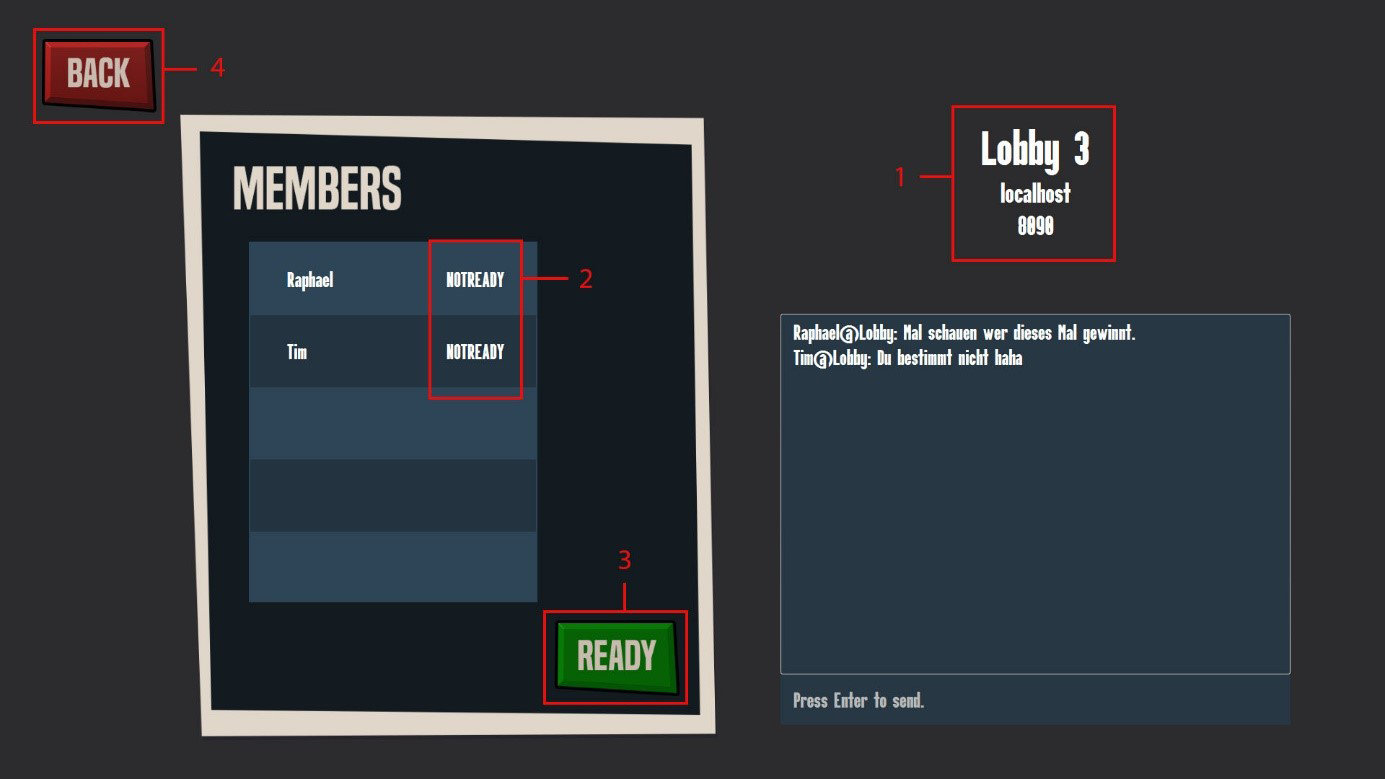 BACK
4
MEMBERS
Raphael NOTREADY
2
Tim NOTREADY
3
READY
1
Lobby 3
localhost
8090
Raphael@Lobby: Mal schauen wer dieses Mal gewinnt.
Tim@Lobby: Du bestimmt nicht haha
Press Enter to send.